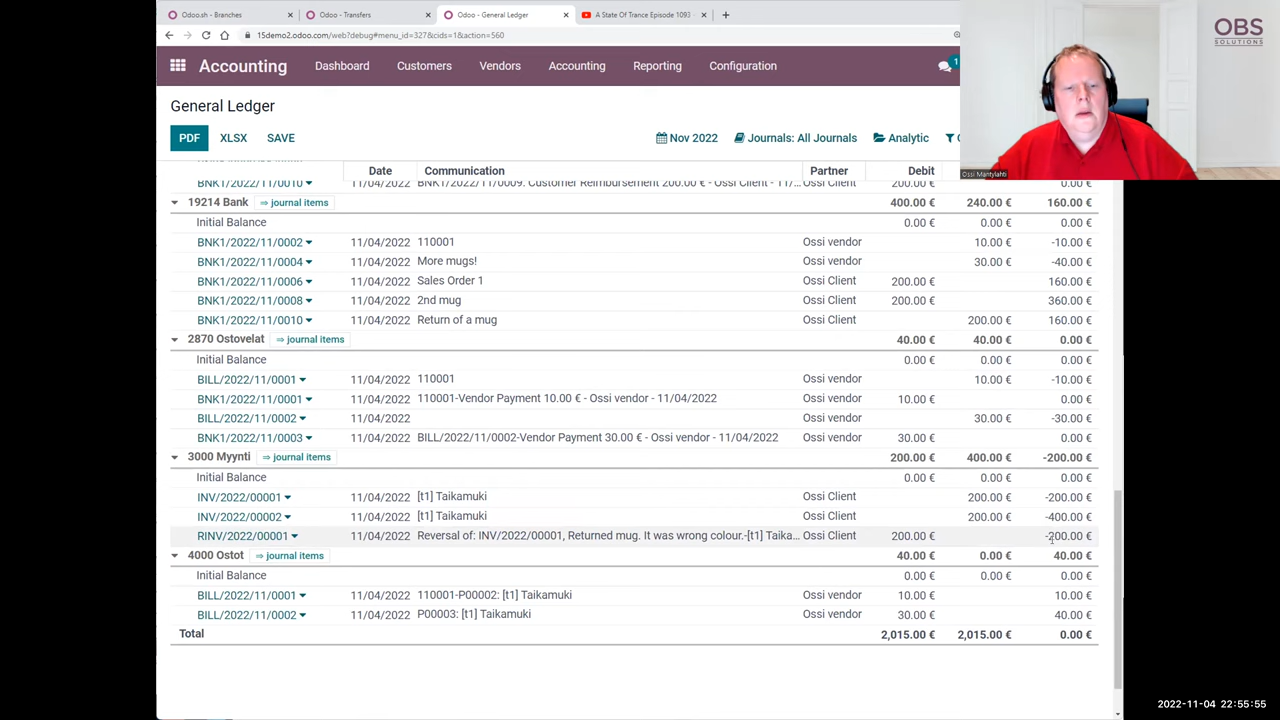 Odoo.sh - Branches
Odoo - Transfers
Odoo - General Ledger
A State Of Trance Episode 1093
15demo2.odoo.com/web?debug#menu_id=327&cids=1&action=560
OBS
SOLUTIONS
Accounting Dashboard Customers Vendors Accounting Reporting Configuration 1
General Ledger
PDF XLSX SAVE Nov 2022 Journals: All Journals Analytic
Date Communication Partner Debit
Ossi Mantylahti
BNK1/2022/11/0010 11/04/2022 BNK1/2022/11/0009: Customer Reimbursement 200.00 € - Ossi Client - 11/... Ossi Client 200.00 € 0.00 €
19214 Bank ⇒ journal items 400.00 € 240.00 € 160.00 €
Initial Balance 0.00 € 0.00 € 0.00 €
BNK1/2022/11/0002 11/04/2022 110001 Ossi vendor 10.00 € -10.00 €
BNK1/2022/11/0004 11/04/2022 More mugs! Ossi vendor 30.00 € -40.00 €
BNK1/2022/11/0006 11/04/2022 Sales Order 1 Ossi Client 200.00 € 160.00 €
BNK1/2022/11/0008 11/04/2022 2nd mug Ossi Client 200.00 € 360.00 €
BNK1/2022/11/0010 11/04/2022 Return of a mug Ossi Client 200.00 € 160.00 €
2870 Ostovelat ⇒ journal items 40.00 € 40.00 € 0.00 €
Initial Balance 0.00 € 0.00 € 0.00 €
BILL/2022/11/0001 11/04/2022 110001 Ossi vendor 10.00 € -10.00 €
BNK1/2022/11/0001 11/04/2022 110001-Vendor Payment 10.00 € - Ossi vendor - 11/04/2022 Ossi vendor 10.00 € 0.00 €
BILL/2022/11/0002 11/04/2022 Ossi vendor 30.00 € -30.00 €
BNK1/2022/11/0003 11/04/2022 BILL/2022/11/0002-Vendor Payment 30.00 € - Ossi vendor - 11/04/2022 Ossi vendor 30.00 € 0.00 €
3000 Myynti ⇒ journal items 200.00 € 400.00 € -200.00 €
Initial Balance 0.00 € 0.00 € 0.00 €
INV/2022/00001 11/04/2022 [t1] Taikamuki Ossi Client 200.00 € -200.00 €
INV/2022/00002 11/04/2022 [t1] Taikamuki Ossi Client 200.00 € -400.00 €
RINV/2022/00001 11/04/2022 Reversal of: INV/2022/00001, Returned mug. It was wrong colour.-[t1] Taika... Ossi Client 200.00 € -200.00 €
4000 Ostot ⇒ journal items 40.00 € 0.00 € 40.00 €
Initial Balance 0.00 € 0.00 € 0.00 €
BILL/2022/11/0001 11/04/2022 110001-P00002: [t1] Taikamuki Ossi vendor 10.00 € 10.00 €
BILL/2022/11/0002 11/04/2022 P00003: [t1] Taikamuki Ossi vendor 30.00 € 40.00 €
Total 2,015.00 € 2,015.00 € 0.00 €
2022-11-04 22:55:55